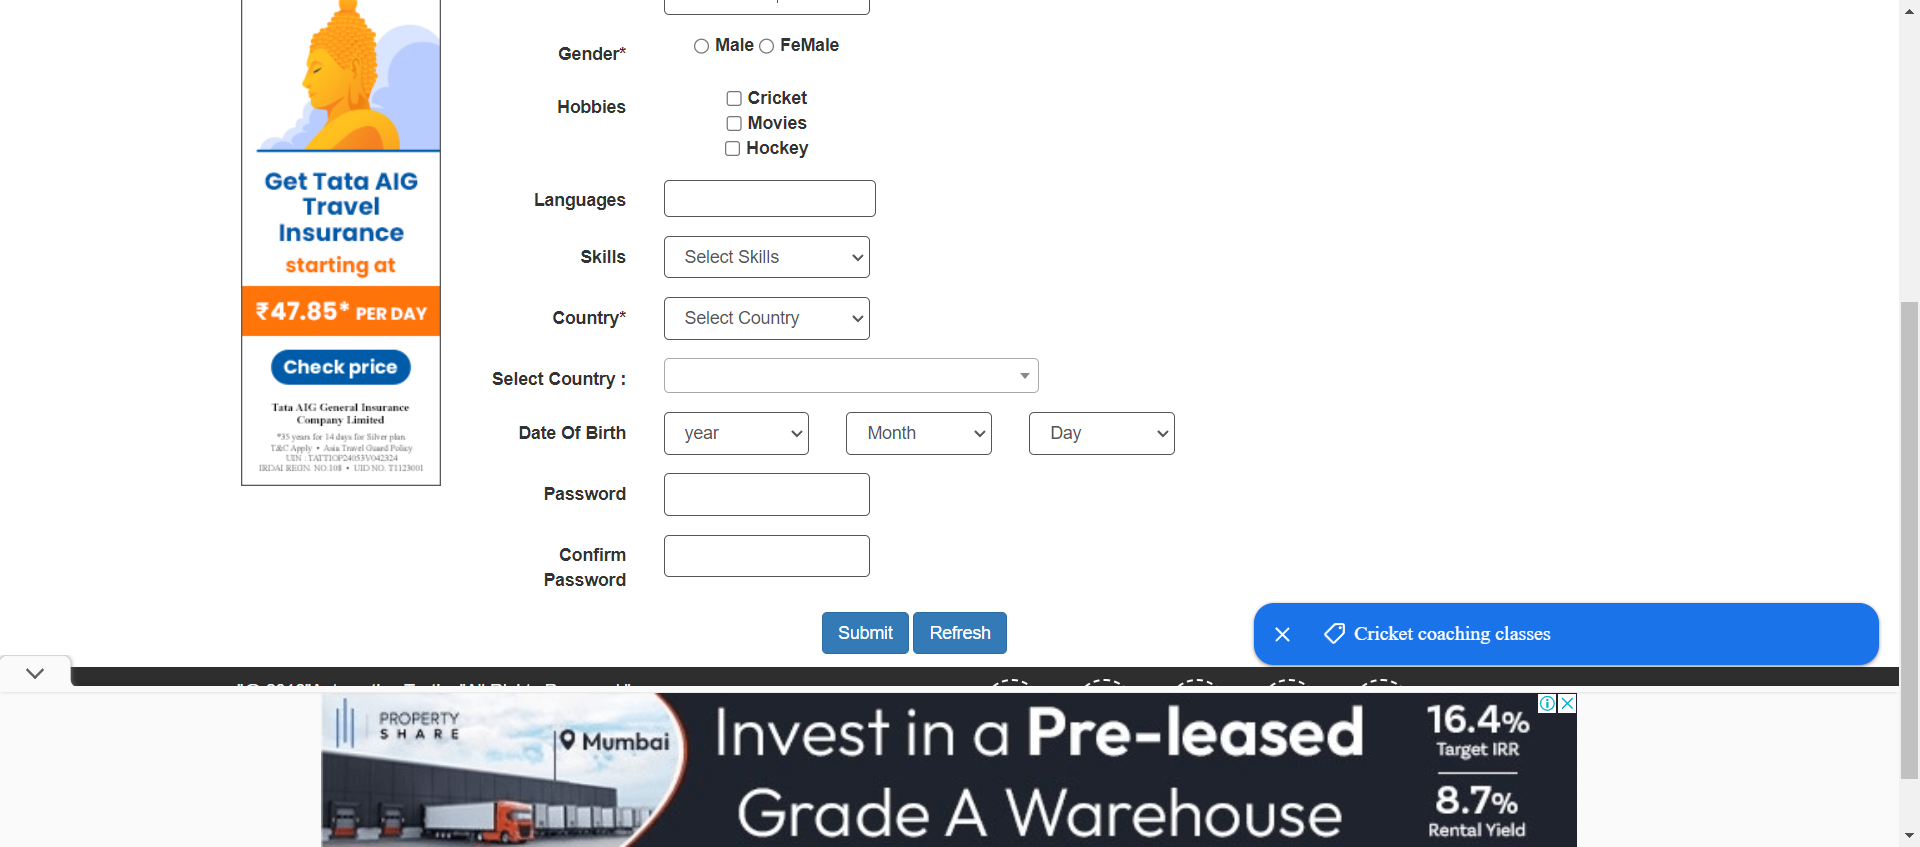 Gender*
Male
FeMale
Hobbies
Cricket
Movies
Hockey
Languages
Skills
Select Skills
Country*
Select Country
Select Country :
Date Of Birth
year
Month
Day
Password
Confirm
Password
Submit
Refresh
Get Tata AIG
Travel
Insurance
starting at
₹47.85* PER DAY
Check price
Tata AIG General Insurance
Company Limited
*35 years for 14 days for Silver plan
T&C Apply • Asia Travel Guard Policy
UIN : TATTIOP24053V042324
IRDAI REGN. NO.108 • UID NO. T1123001
Cricket coaching classes
PROPERTY
SHARE
Mumbai
Invest in a Pre-leased
Grade A Warehouse
16.4%
Target IRR
8.7%
Rental Yield